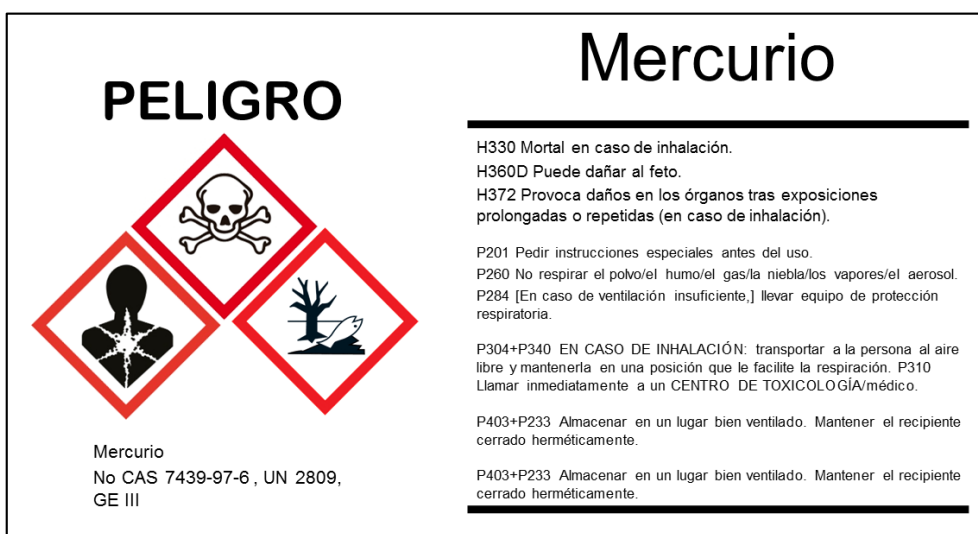 PELIGRO
Mercurio
No CAS 7439-97-6 , UN 2809,
GE III
Mercurio
H330 Mortal en caso de inhalación.
H360D Puede dañar al feto.
H372 Provoca daños en los órganos tras exposiciones
prolongadas o repetidas (en caso de inhalación).
P201 Pedir instrucciones especiales antes del uso.
P260 No respirar el polvo/el humo/el gas/la niebla/los vapores/el aerosol.
P284 [En caso de ventilación insuficiente,] llevar equipo de protección
respiratoria.
P304+P340 EN CASO DE INHALACIÓN: transportar a la persona al aire
libre y mantenerla en una posición que le facilite la respiración. P310
Llamar inmediatamente a un CENTRO DE TOXICOLOGÍA/médico.
P403+P233 Almacenar en un lugar bien ventilado. Mantener el recipiente
cerrado herméticamente.
P403+P233 Almacenar en un lugar bien ventilado. Mantener el recipiente
cerrado herméticamente.